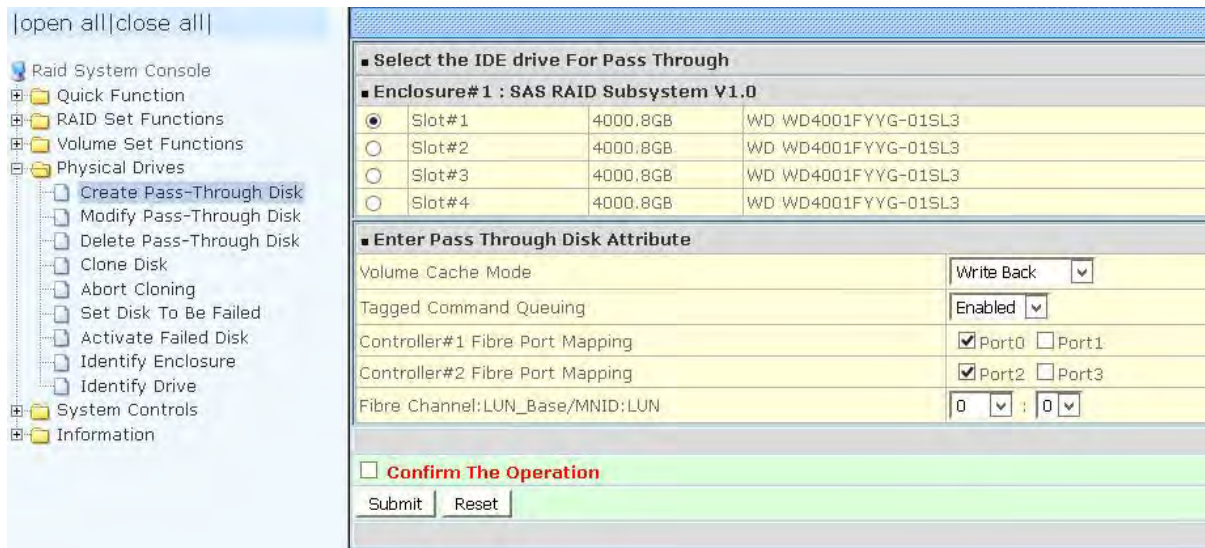 |open all|close all|
Raid System Console
Quick Function
RAID Set Functions
Volume Set Functions
Physical Drives
Create Pass-Through Disk
Modify Pass-Through Disk
Delete Pass-Through Disk
Clone Disk
Abort Cloning
Set Disk To Be Failed
Activate Failed Disk
Identify Enclosure
Identify Drive
System Controls
Information
Select the IDE drive For Pass Through
Enclosure#1 : SAS RAID Subsystem V1.0
Slot#1 4000.8GB WD WD4001FYYG-01SL3
Slot#2 4000.8GB WD WD4001FYYG-01SL3
Slot#3 4000.8GB WD WD4001FYYG-01SL3
Slot#4 4000.8GB WD WD4001FYYG-01SL3
Enter Pass Through Disk Attribute
Volume Cache Mode Write Back
Tagged Command Queuing Enabled
Controller#1 Fibre Port Mapping Port0 Port1
Controller#2 Fibre Port Mapping Port2 Port3
Fibre Channel:LUN_Base/MNID:LUN 0 : 0
Confirm The Operation
Submit Reset